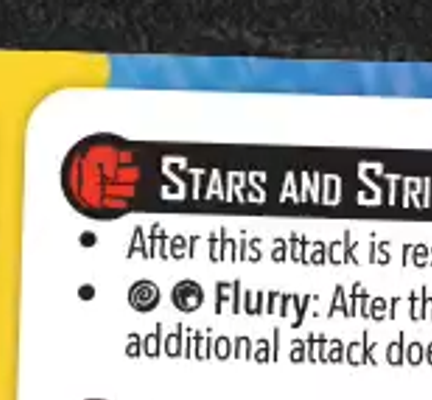 STARS AND STRI
• After this attack is re
• Flurry: After th
additional attack doe